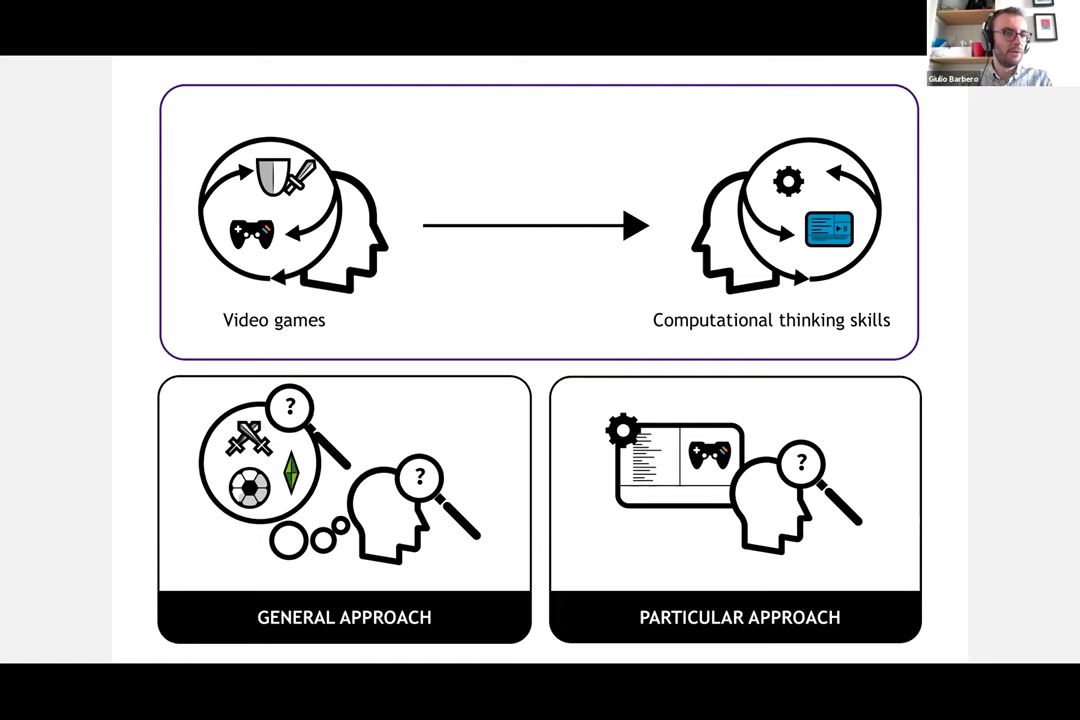 Giulio Barbero
Video games
Computational thinking skills
?
?
?
GENERAL APPROACH
PARTICULAR APPROACH